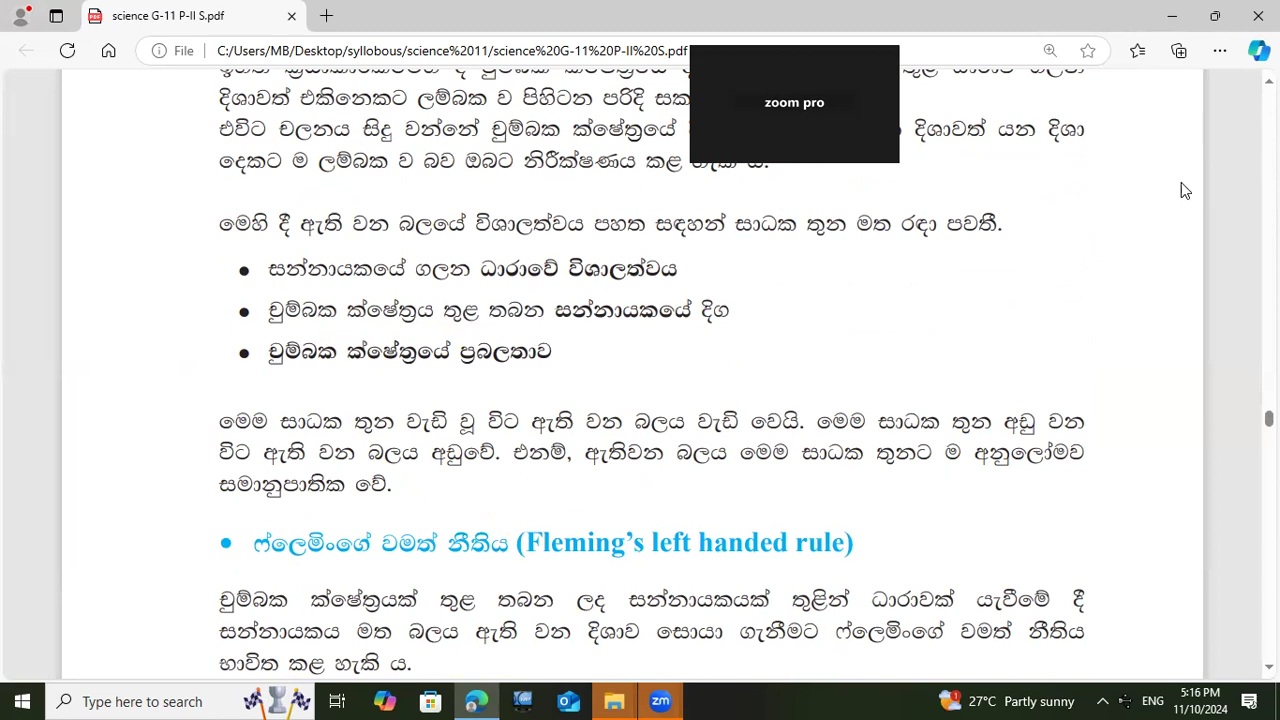 science G-11 P-II S.pdf
File
C:/Users/MB/Desktop/syllobous/science%2011/science%20G-11%20P-II%20S.pdf
zoom pro
දිශාවත් එකිනෙකට ලම්බක ව පිහිටන පරිදි
එවිට චලනය සිදු වන්නේ චුම්බක ක්ෂේත්‍රයේ දිශාවත් යන දිශා
දෙකට ම ලම්බක ව බව ඔබට නිරීක්ෂණය කළ හැකි ය.
මෙහි දී ඇති වන බලයේ විශාලත්වය පහත සඳහන් සාධක තුන මත රඳා පවතී.
● සන්නායකයේ ගලන ධාරාවේ විශාලත්වය
● චුම්බක ක්ෂේත්‍රය තුළ තබන සන්නායකයේ දිග
● චුම්බක ක්ෂේත්‍රයේ ප්‍රබලතාව
මෙම සාධක තුන වැඩි වූ විට ඇති වන බලය වැඩි වෙයි. මෙම සාධක තුන අඩු වන
විට ඇති වන බලය අඩුවේ. එනම්, ඇතිවන බලය මෙම සාධක තුනට ම අනුලෝමව
සමානුපාතික වේ.
● ෆ්ලෙමිංගේ වමත් නීතිය (Fleming’s left handed rule)
චුම්බක ක්ෂේත්‍රයක් තුළ තබන ලද සන්නායකයක් තුළින් ධාරාවක් යැවීමේ දී
සන්නායකය මත බලය ඇති වන දිශාව සොයා ගැනීමට ෆ්ලෙමිංගේ වමත් නීතිය
භාවිත කළ හැකි ය.
Type here to search
27°C Partly sunny
ENG
5:16 PM
11/10/2024